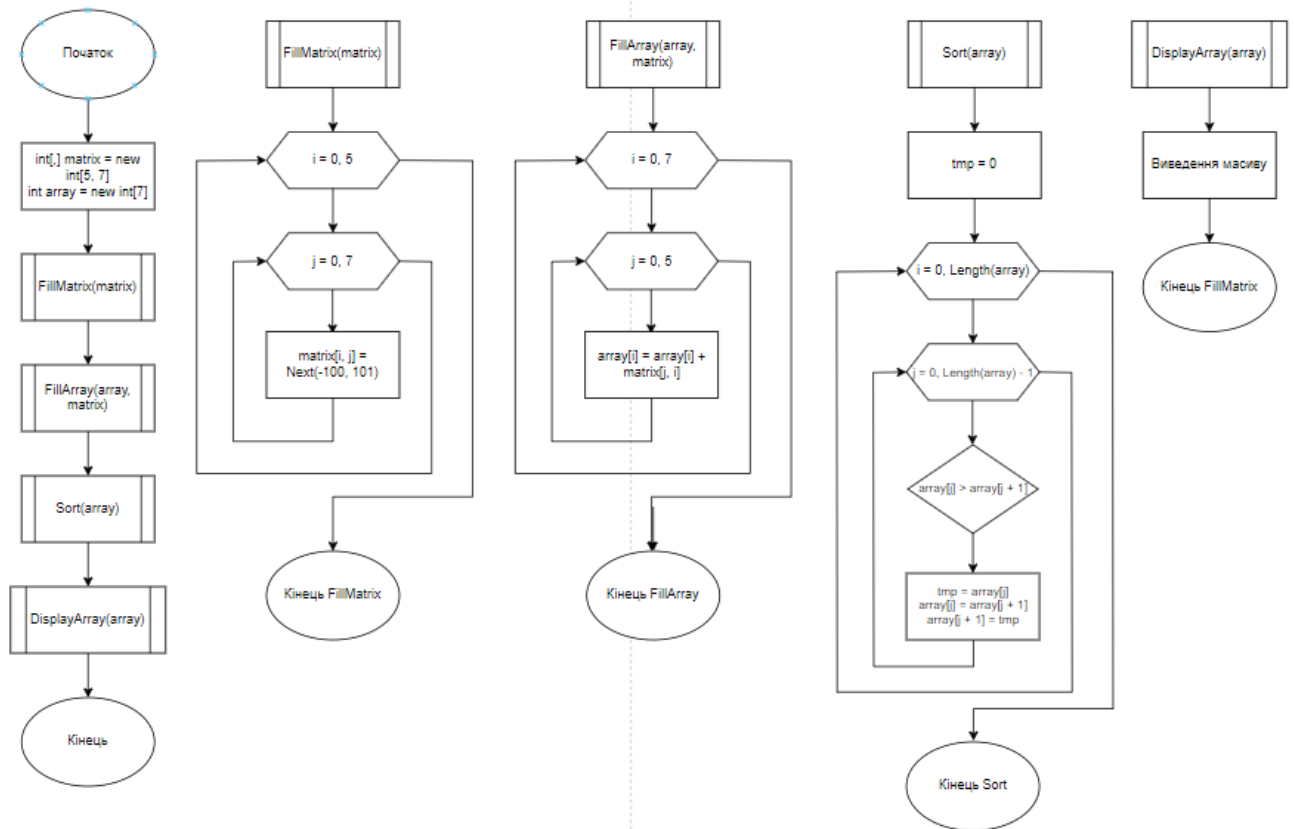 Початок
int[,] matrix = new
int[5, 7]
int array = new int[7]
FillMatrix(matrix)
FillArray(array,
matrix)
Sort(array)
DisplayArray(array)
Кінець
FillMatrix(matrix)
i = 0, 5
j = 0, 7
matrix[i, j] =
Next(-100, 101)
Кінець FillMatrix
FillArray(array,
matrix)
i = 0, 7
j = 0, 5
array[i] = array[i] +
matrix[j, i]
Кінець FillArray
Sort(array)
tmp = 0
i = 0, Length(array)
j = 0, Length(array) - 1
array[j] > array[j + 1]
tmp = array[j]
array[j] = array[j + 1]
array[j + 1] = tmp
Кінець Sort
DisplayArray(array)
Виведення масиву
Кінець FillMatrix